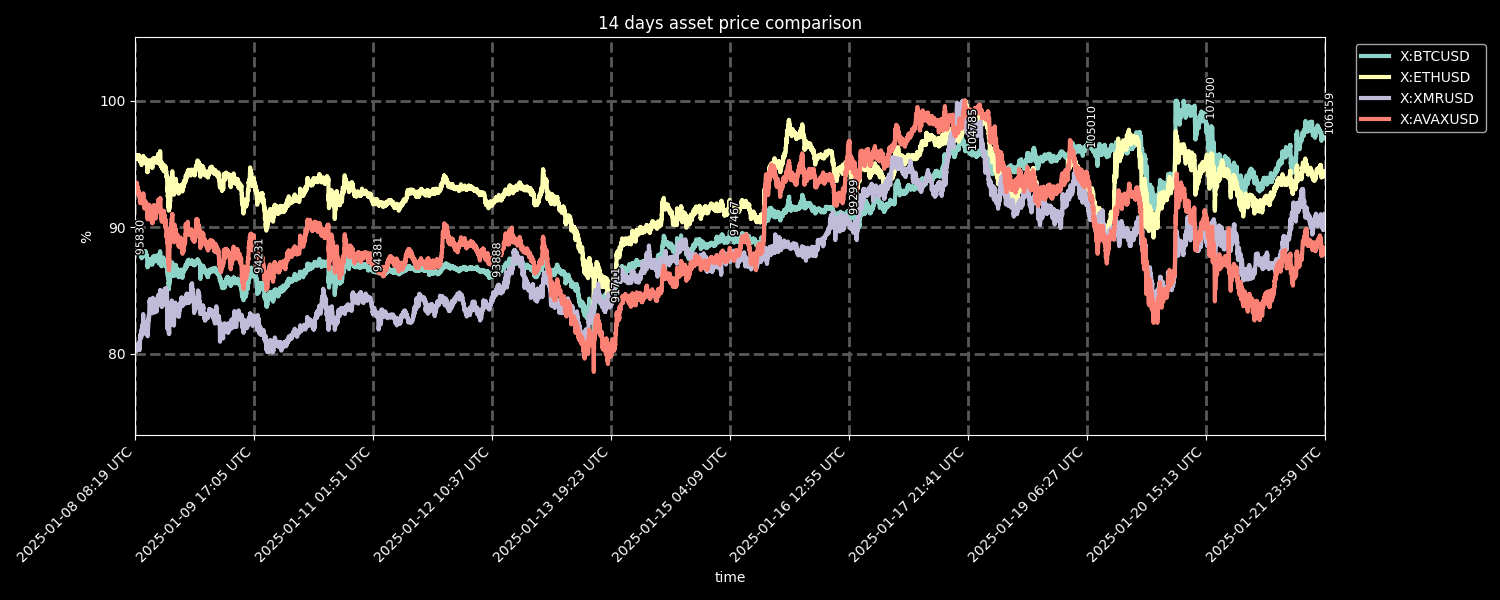 14 days asset price comparison
X:BTCUSD
X:ETHUSD
X:XMRUSD
X:AVAXUSD
100
90
80
%
95830
94231
94381
93888
91711
97467
99299
104785
105010
107500
106159
2025-01-08 08:19 UTC
2025-01-09 17:05 UTC
2025-01-11 01:51 UTC
2025-01-12 10:37 UTC
2025-01-13 19:23 UTC
2025-01-15 04:09 UTC
2025-01-16 12:55 UTC
2025-01-17 21:41 UTC
2025-01-19 06:27 UTC
2025-01-20 15:13 UTC
2025-01-21 23:59 UTC
time